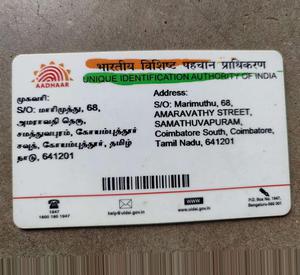 भारतीय विशिष्ट पहचान प्राधिकरण
AADHAAR
UNIQUE IDENTIFICATION AUTHORITY OF INDIA
முகவரி:
S/O: மாரிமுத்து, 68,
அமராவதி தெரு,
சமத்துவபுரம், கோயம்புத்தூர்
சவுத், கோயம்புத்தூர், தமிழ்
நாடு, 641201
Address:
S/O: Marimuthu, 68,
AMARAVATHY STREET,
SAMATHUVAPURAM,
Coimbatore South, Coimbatore,
Tamil Nadu, 641201
1947
1800 180 1947
help@uidai.gov.in
WWW
www.uidai.gov.in
P.O. Box No. 1947,
Bengaluru-560 001